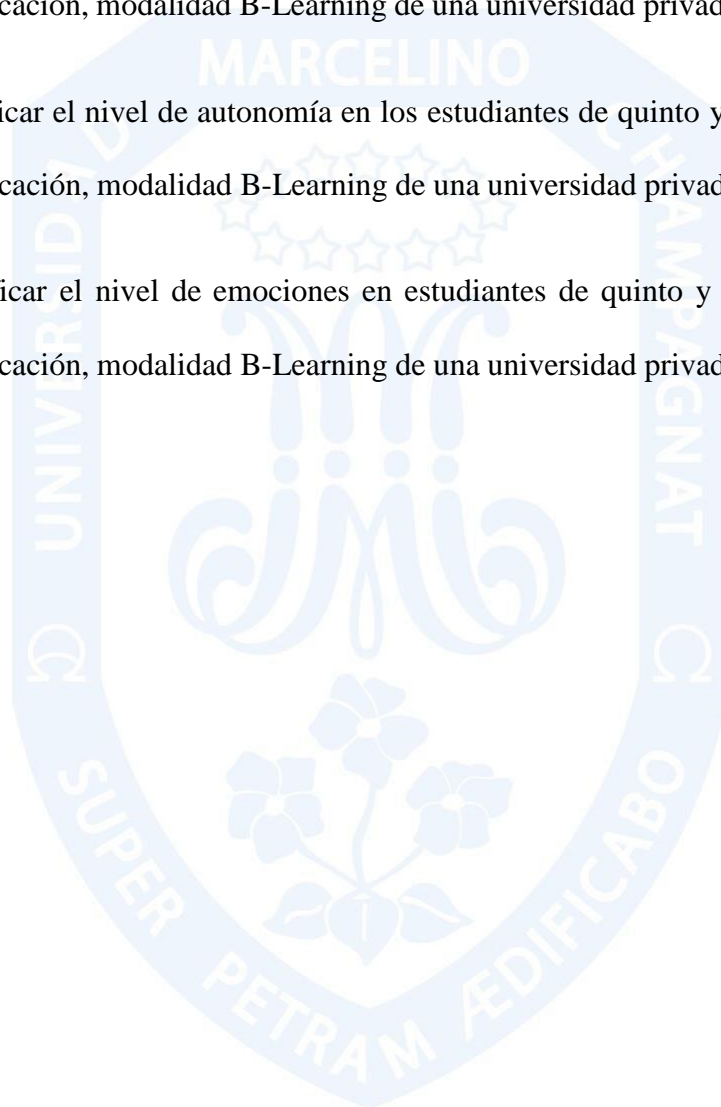 cación, modalidad B-Learning de una universidad privad
icar el nivel de autonomía en los estudiantes de quinto y
cación, modalidad B-Learning de una universidad privad
ficar el nivel de emociones en estudiantes de quinto y
cación, modalidad B-Learning de una universidad privad
UNIVERSIDAD
MARCELINO
CHAMPAGNAT
SUPER PETRAM ÆDIFICABO